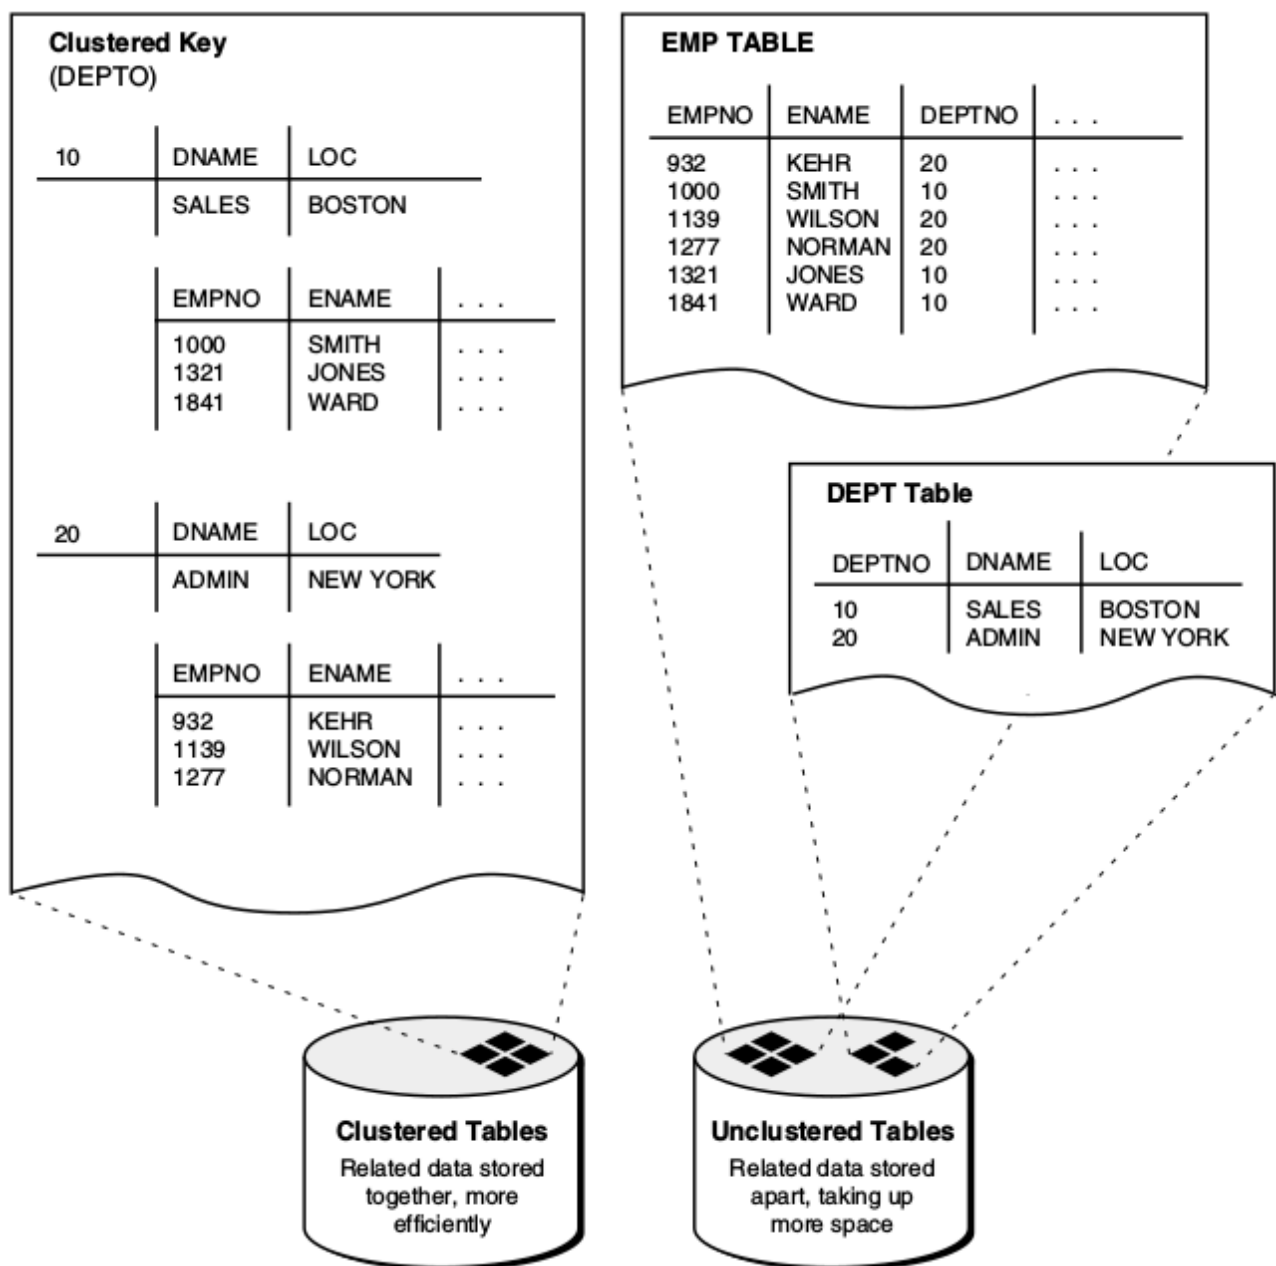 Clustered Key
(DEPTO)
10 DNAME LOC
SALES BOSTON
EMPNO ENAME . . .
1000 SMITH . . .
1321 JONES . . .
1841 WARD . . .
20 DNAME LOC
ADMIN NEW YORK
EMPNO ENAME . . .
932 KEHR . . .
1139 WILSON . . .
1277 NORMAN . . .
EMP TABLE
EMPNO ENAME DEPTNO . . .
932 KEHR 20 . . .
1000 SMITH 10 . . .
1139 WILSON 20 . . .
1277 NORMAN 20 . . .
1321 JONES 10 . . .
1841 WARD 10 . . .
DEPT Table
DEPTNO DNAME LOC
10 SALES BOSTON
20 ADMIN NEW YORK
Clustered Tables
Related data stored
together, more
efficiently
Unclustered Tables
Related data stored
apart, taking up
more space